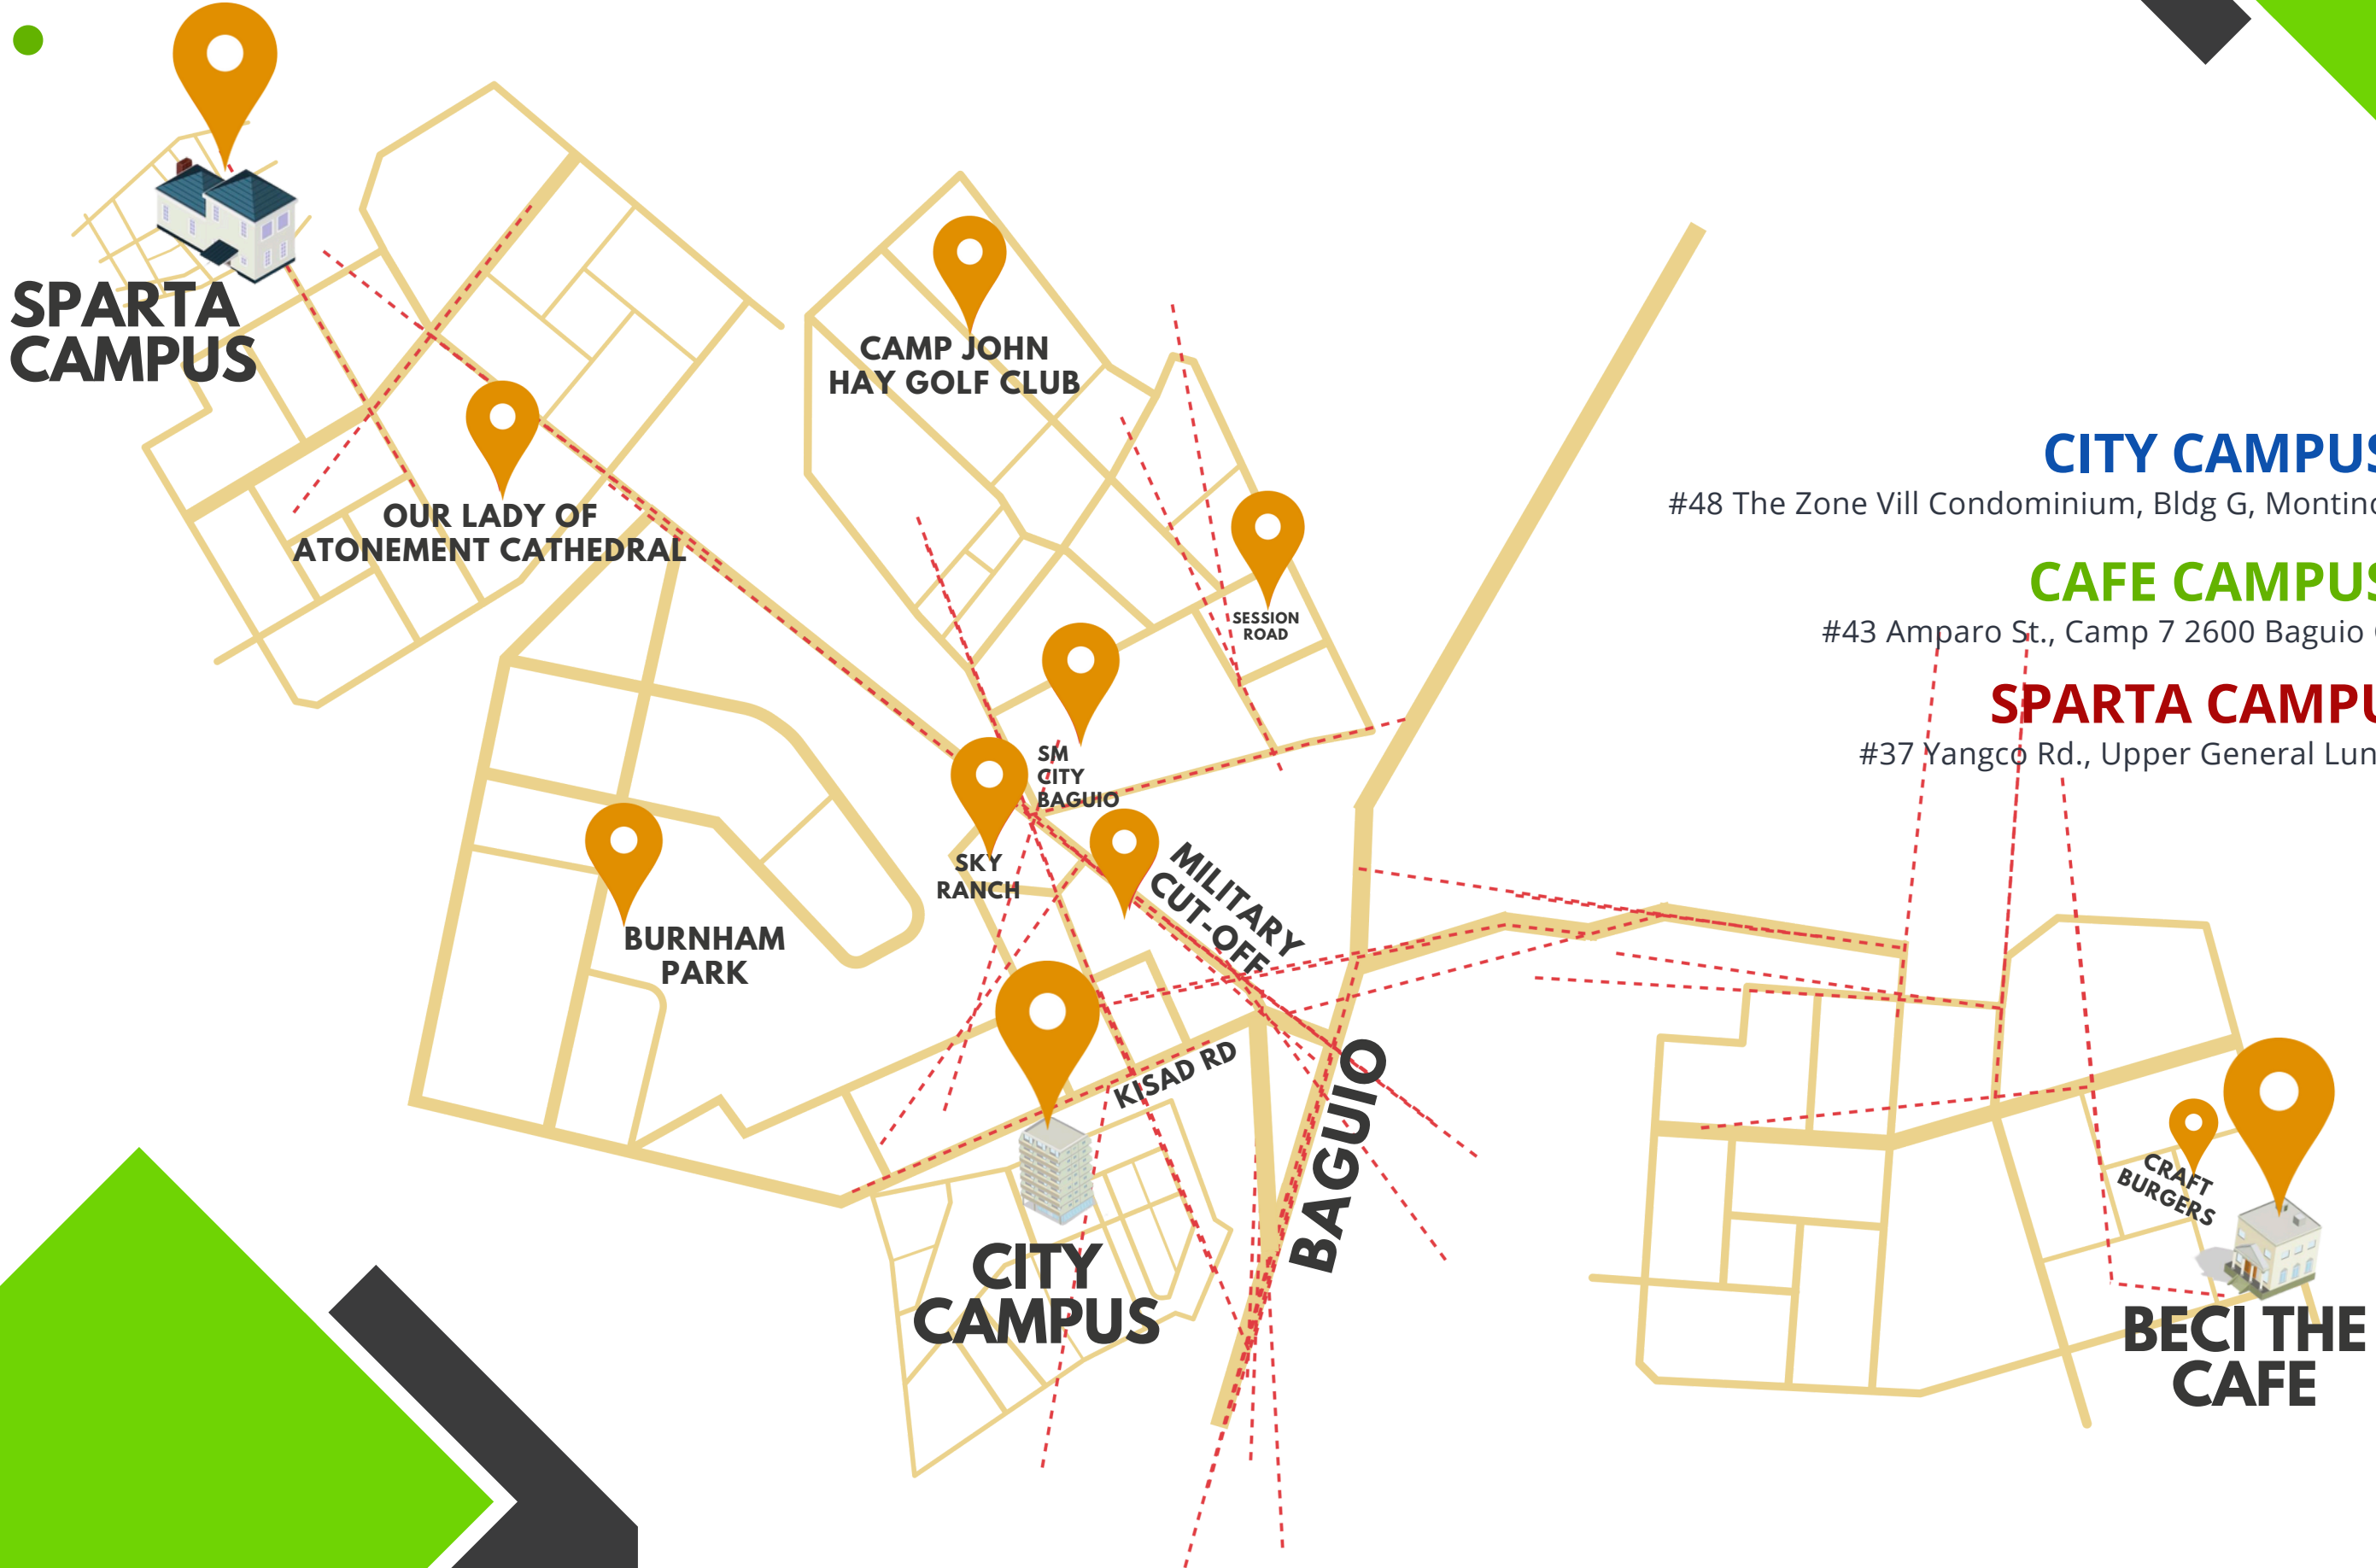 SPARTA
CAMPUS
OUR LADY OF
ATONEMENT CATHEDRAL
CAMP JOHN
HAY GOLF CLUB
SESSION
ROAD
SM
CITY
BAGUIO
SKY
RANCH
MILITARY
CUT-OFF
BURNHAM
PARK
KISAD RD
BAGUIO
CITY
CAMPUS
CITY CAMPUS
#48 The Zone Vill Condominium, Bldg G,
CAFE CAMPUS
#43 Amparo St., Camp 7 2600 Baguio
SPARTA CAMPU
#37 Yangco Rd., Upper General
CRAFT
BURGERS
BECI THE
CAFE